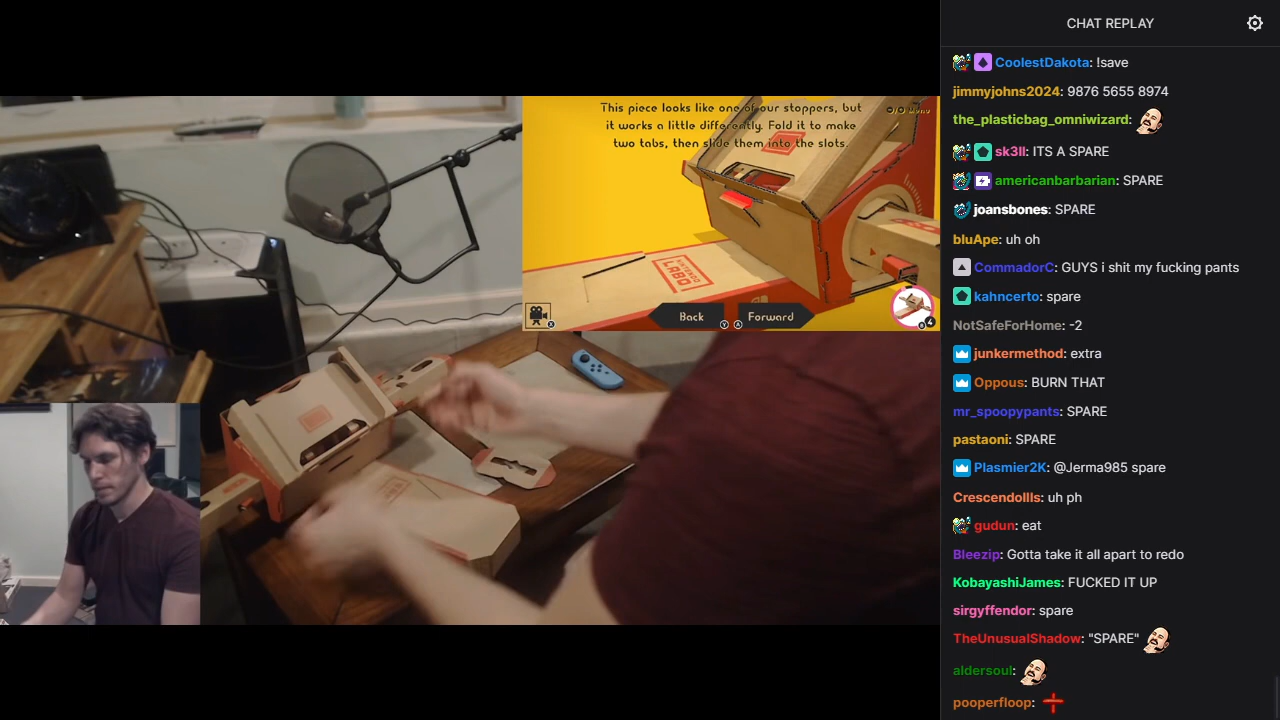 CHAT REPLAY
CoolestDakota: !save
jimmyjohns2024: 9876 5655 8974
the_plasticbag_omniwizard:
sk3ll: ITS A SPARE
americanbarbarian: SPARE
joansbones: SPARE
bluApe: uh oh
CommadorC: GUYS i shit my fucking pants
kahncerto: spare
NotSafeForHome: -2
junkermethod: extra
Oppous: BURN THAT
mr_spoopypants: SPARE
pastaoni: SPARE
Plasmier2K: @Jerma985 spare
Crescendollls: uh ph
gudun: eat
Bleezip: Gotta take it all apart to redo
KobayashiJames: FUCKED IT UP
sirgyffendor: spare
TheUnusualShadow: "SPARE"
aldersoul:
pooperfloop:
This piece looks like one of our stoppers, but
it works a little differently. Fold it to make
two tabs, then slide them into the slots.
NINTENDO
LABO
Back
Y
A
Forward
X
4